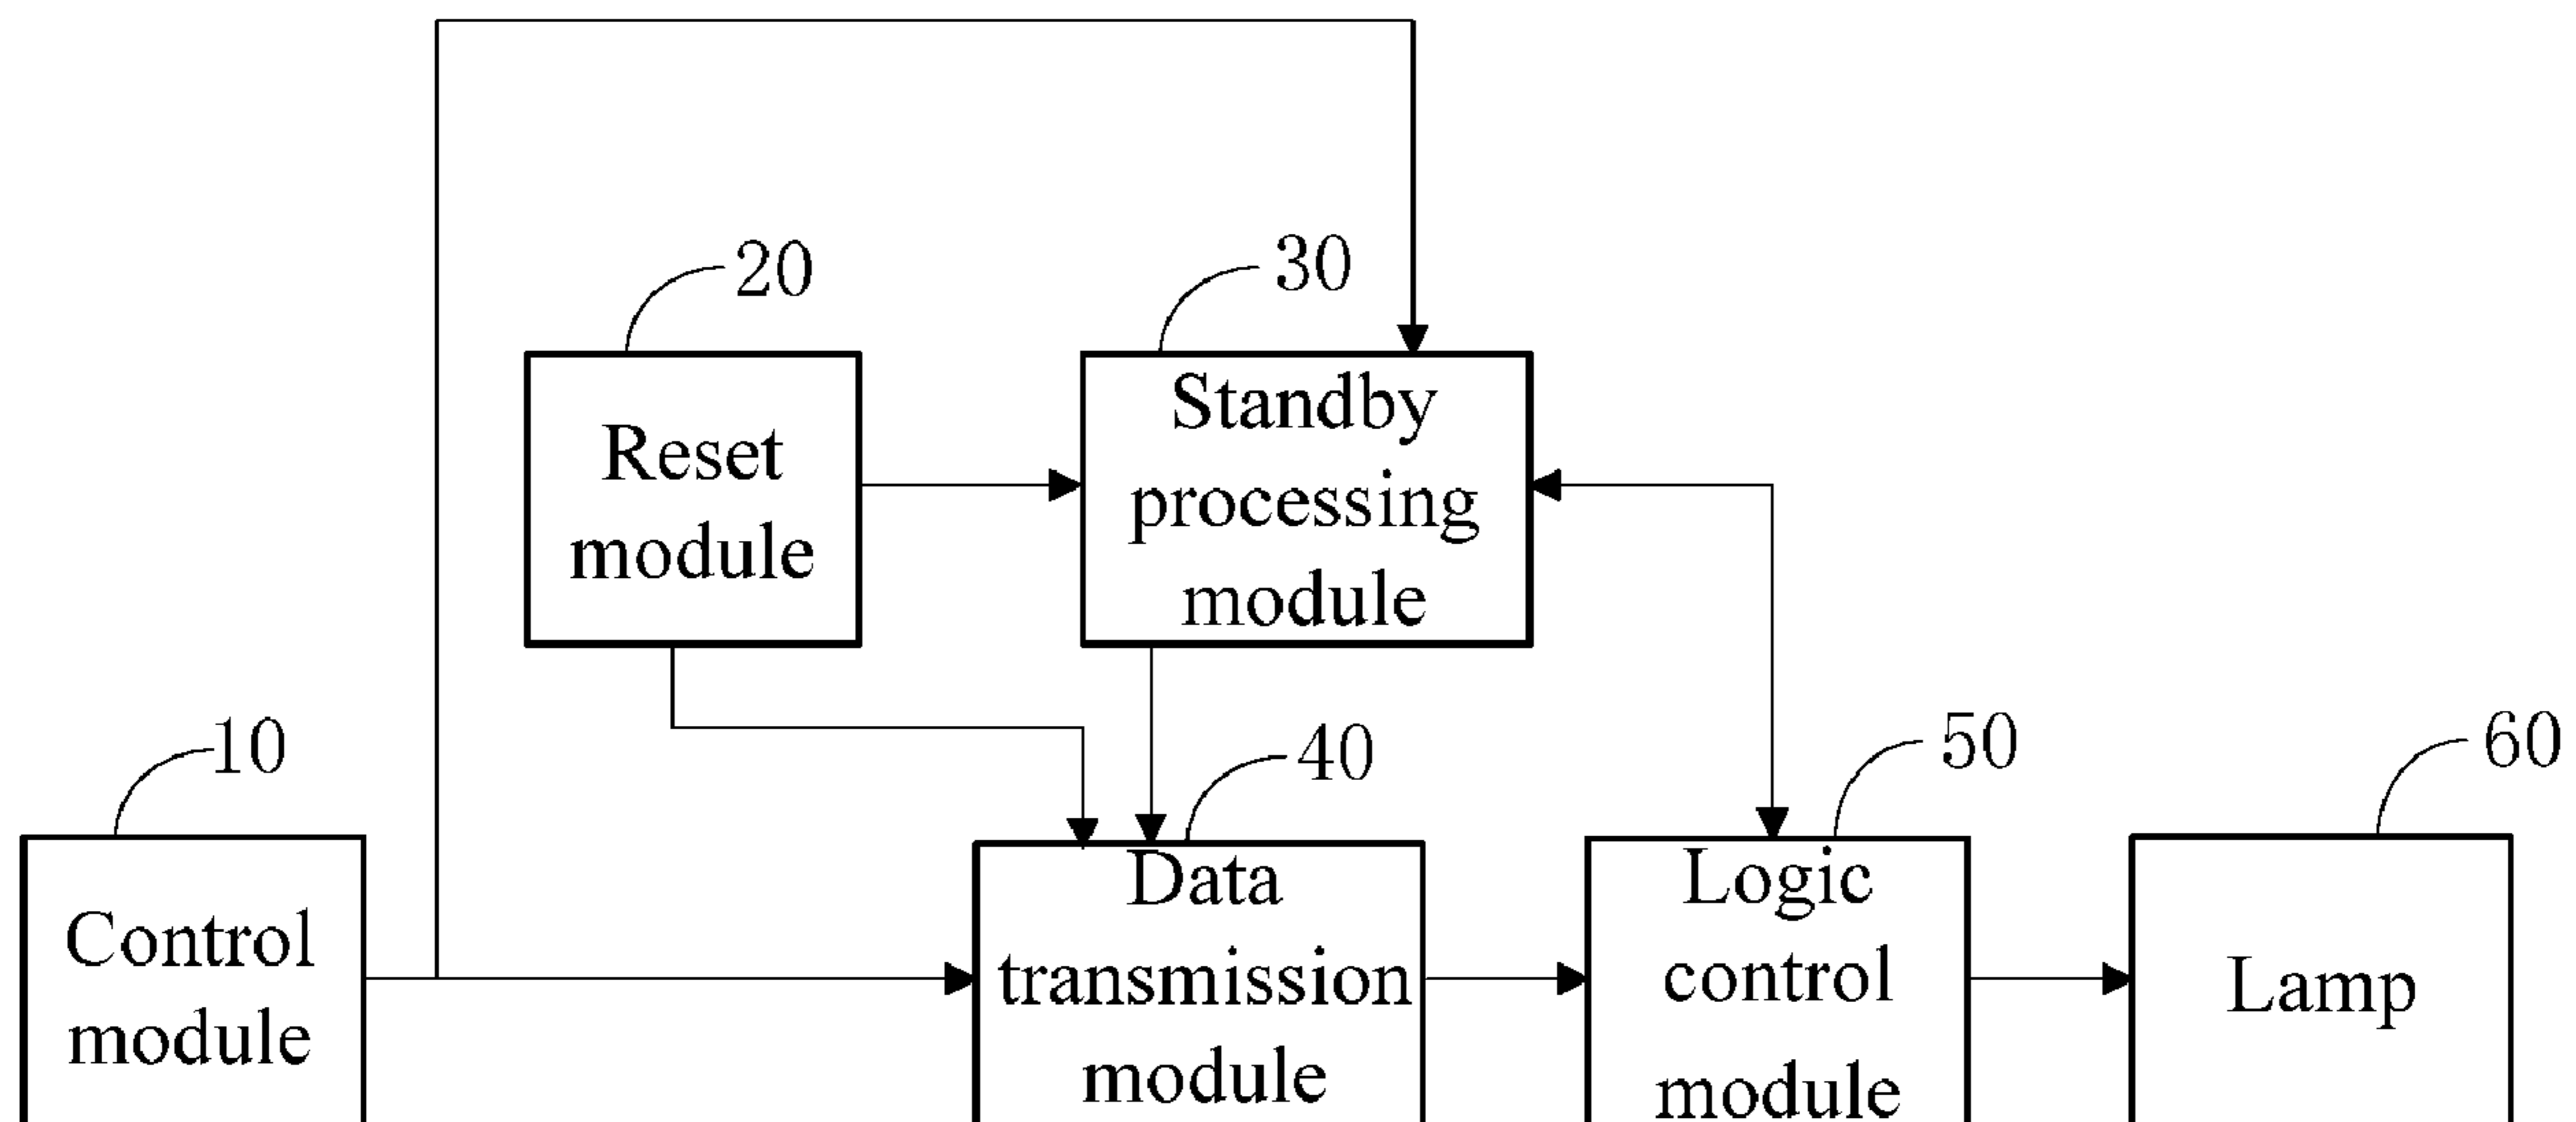 20
30
Reset
module
Standby
processing
module
10
40
50
60
Control
module
Data
transmission
module
Logic
control
module
Lamp